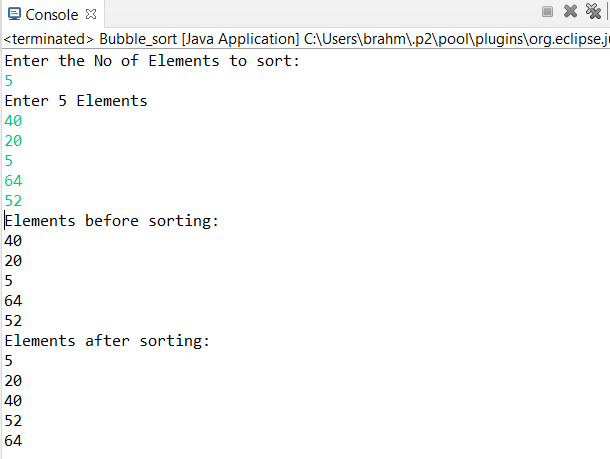 Console
<terminated> Bubble_sort [Java Application] C:\Users\brahm\.p2\pool\plugins\org.eclipse.ju
Enter the No of Elements to sort:
5
Enter 5 Elements
40
20
5
64
52
Elements before sorting:
40
20
5
64
52
Elements after sorting:
5
20
40
52
64